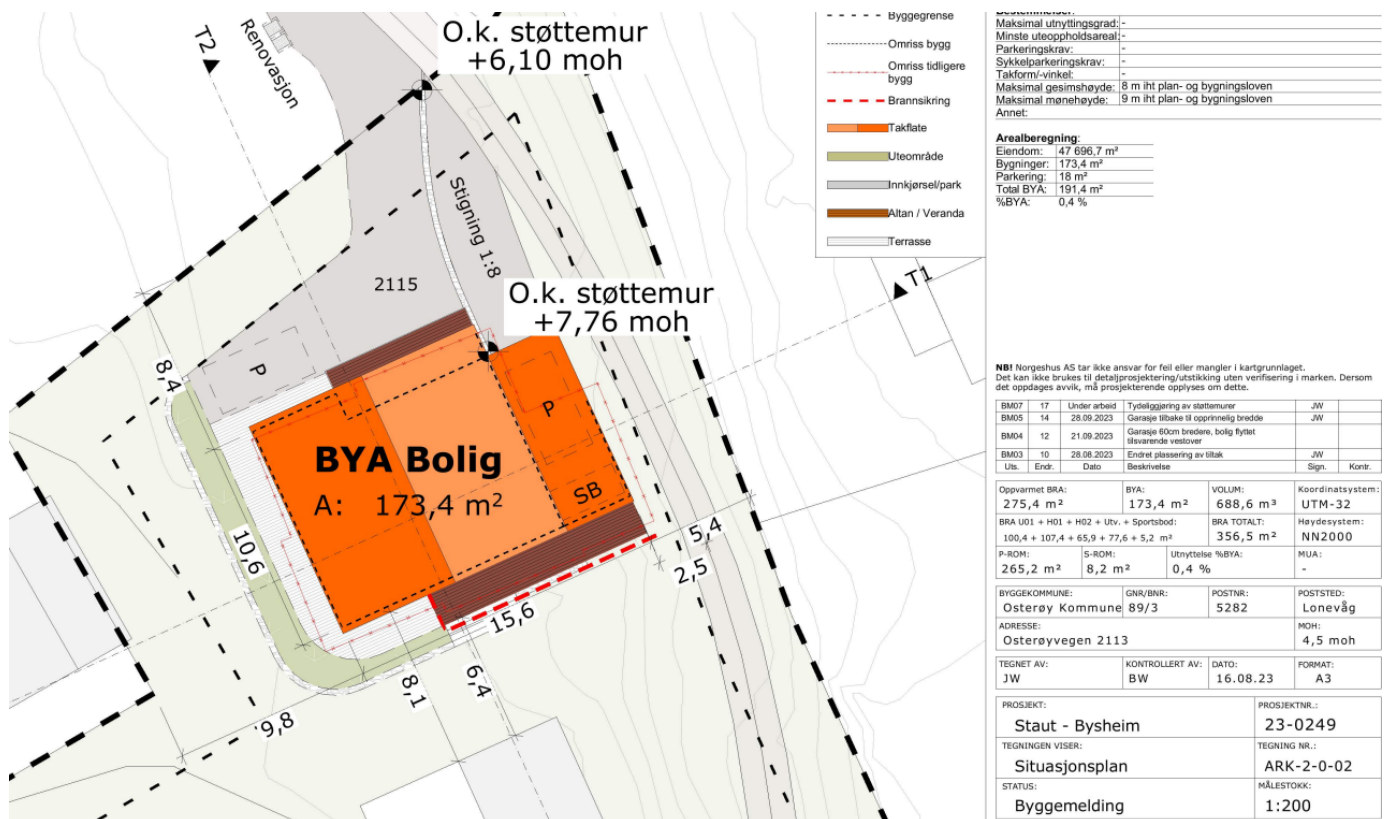 O.k. støttemur
+6,10 moh
T2
Renovasjon
Stigning 1:8
2115
O.k. støttemur
+7,76 moh
T1
8,4
P
P
SB
BYA Bolig
A: 173,4 m²
10,6
5,4
2,5
15,6
6,4
8,1
9,8
Byggegrense
Omriss bygg
Omriss tidligere
bygg
Brannsikring
Takflate
Uteområde
Innkjørsel/park
Altan / Veranda
Terrasse
Bestemmelser:
Maksimal utnyttingsgrad: -
Minste uteoppholdsareal: -
Parkeringskrav: -
Sykkelparkeringskrav: -
Takform/-vinkel: -
Maksimal gesimshøyde: 8 m iht plan- og bygningsloven
Maksimal mønehøyde: 9 m iht plan- og bygningsloven
Annet:
Arealberegning:
Eiendom: 47 696,7 m²
Bygninger: 173,4 m²
Parkering: 18 m²
Total BYA: 191,4 m²
%BYA: 0,4 %
NB! Norgeshus AS tar ikke ansvar for feil eller mangler i kartgrunnlaget.
Det kan ikke brukes til detaljprosjektering/utstikking uten verifisering i marken. Dersom
det oppdages avvik, må prosjekterende opplyses om dette.
BM07 17 Under arbeid Tydeliggjøring av støttemurer JW
BM05 14 28.09.2023 Garasje tilbake til opprinnelig bredde JW
BM04 12 21.09.2023 Garasje 60cm bredere, bolig flyttet
tilsvarende vestover
BM03 10 28.08.2023 Endret plassering av tiltak JW
Uts. Endr. Dato Beskrivelse Sign. Kontr.
Oppvarmet BRA: BYA: VOLUM: Koordinatsystem:
275,4 m² 173,4 m² 688,6 m³ UTM-32
BRA U01 + H01 + H02 + Utv. + Sportsbod: BRA TOTALT: Høydesystem:
100,4 + 107,4 + 65,9 + 77,6 + 5,2 m² 356,5 m² NN2000
P-ROM: S-ROM: Utnyttelse %BYA: MUA:
265,2 m² 8,2 m² 0,4 % -
BYGGEKOMMUNE: GNR/BNR: POSTNR: POSTSTED:
Osterøy Kommune 89/3 5282 Lonevåg
ADRESSE: MOH:
Osterøyvegen 2113 4,5 moh
TEGNET AV: KONTROLLERT AV: DATO: FORMAT:
JW BW 16.08.23 A3
PROSJEKT: PROSJEKTNR.:
Staut - Bysheim 23-0249
TEGNINGEN VISER: TEGNING NR.:
Situasjonsplan ARK-2-0-02
STATUS: MÅLESTOKK:
Byggemelding 1:200